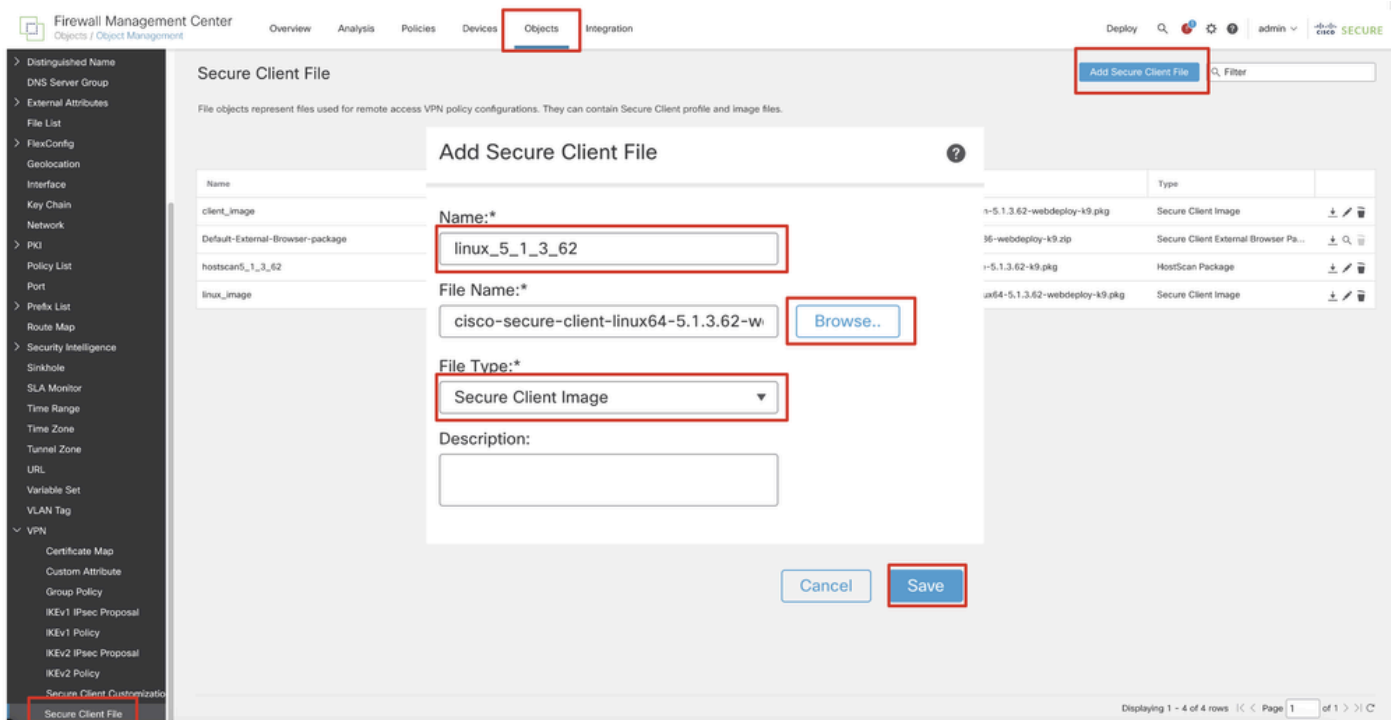 Firewall Management Center
Objects / Object Management
Overview Analysis Policies Devices Objects Integration
Deploy admin cisco SECURE
Distinguished Name
DNS Server Group
External Attributes
File List
FlexConfig
Geolocation
Interface
Key Chain
Network
PKI
Policy List
Port
Prefix List
Route Map
Security Intelligence
Sinkhole
SLA Monitor
Time Range
Time Zone
Tunnel Zone
URL
Variable Set
VLAN Tag
VPN
Certificate Map
Custom Attribute
Group Policy
IKEv1 IPsec Proposal
IKEv1 Policy
IKEv2 IPsec Proposal
IKEv2 Policy
Secure Client Customizatio
Secure Client File
Secure Client File
Add Secure Client File Filter
File objects represent files used for remote access VPN policy configurations. They can contain Secure Client profile and image files.
Name Type
client_image n-5.1.3.62-webdeploy-k9.pkg Secure Client Image
Default-External-Browser-package 36-webdeploy-k9.zip Secure Client External Browser Pa...
hostscan5_1_3_62 -5.1.3.62-k9.pkg HostScan Package
linux_image ux64-5.1.3.62-webdeploy-k9.pkg Secure Client Image
Add Secure Client File ?
Name:*
linux_5_1_3_62
File Name:*
cisco-secure-client-linux64-5.1.3.62-w
Browse..
File Type:*
Secure Client Image
Description:
Cancel Save
Displaying 1 - 4 of 4 rows |< < Page 1 of 1 > >|